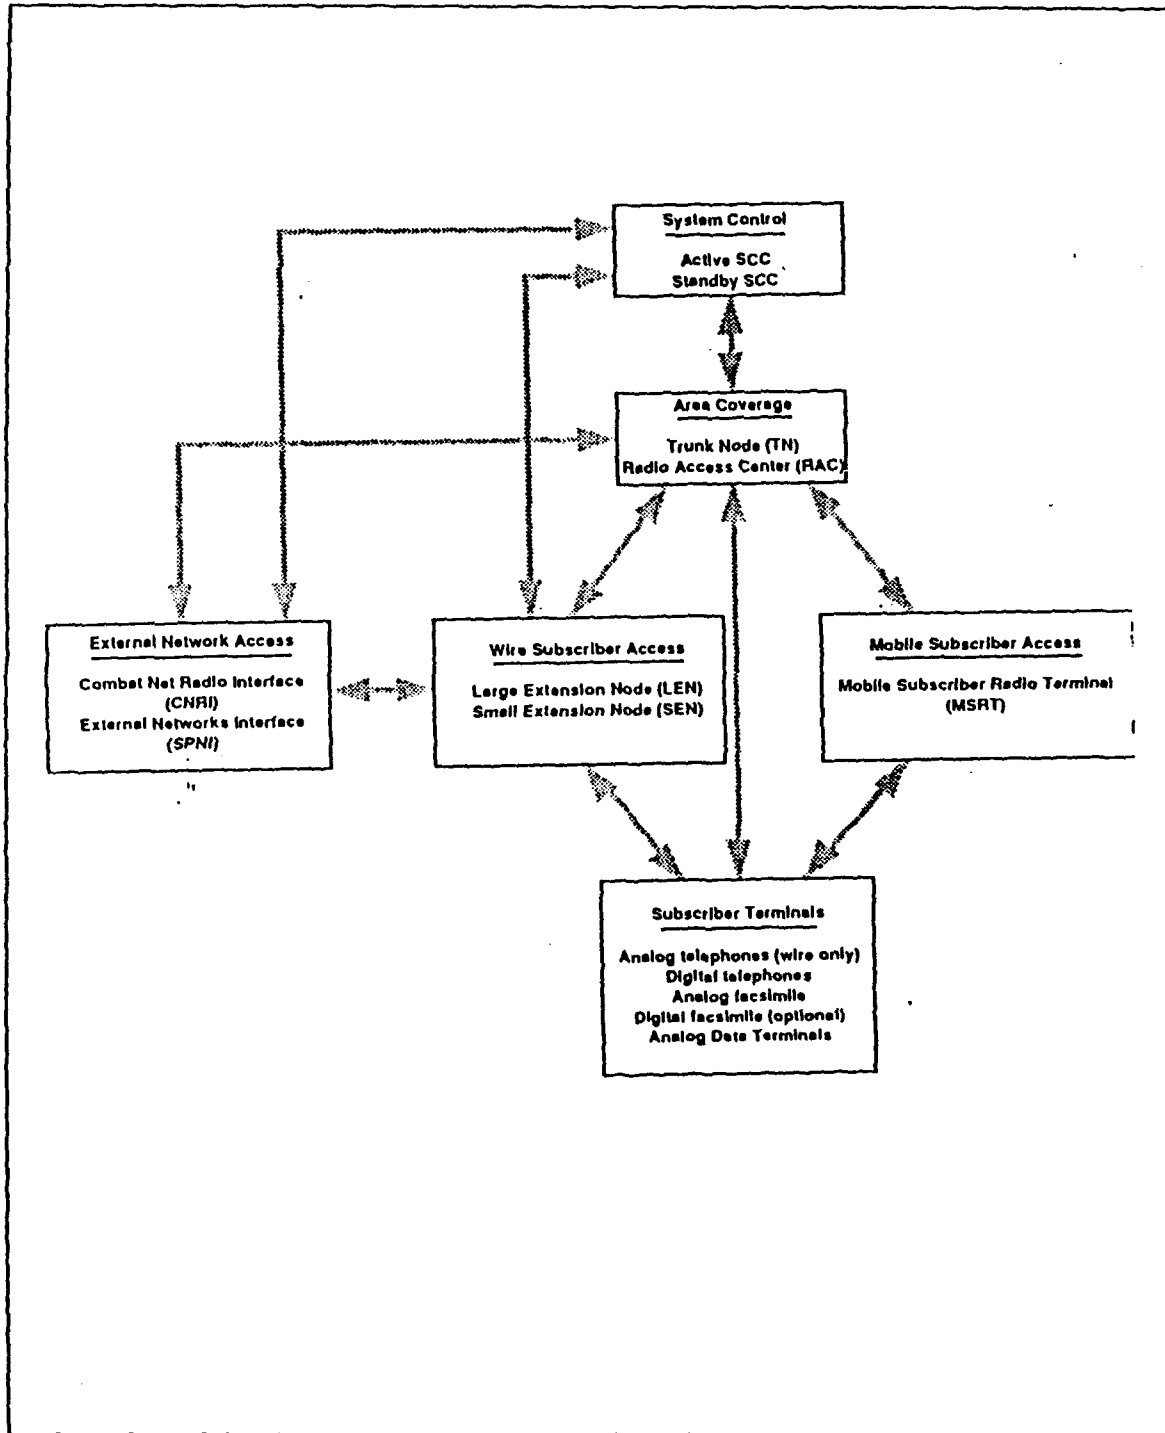 System Control
Active SCC
Standby SCC
Area Coverage
Trunk Node (TN)
Radio Access Center (RAC)
External Network Access
Combat Net Radio Interface
(CNRI)
External Networks Interface
(SPNI)
Wire Subscriber Access
Large Extension Node (LEN)
Small Extension Node (SEN)
Mobile Subscriber Access
Mobile Subscriber Radio Terminal
(MSRT)
Subscriber Terminals
Analog telephones (wire only)
Digital telephones
Analog facsimile
Digital facsimile (optional)
Analog Data Terminals